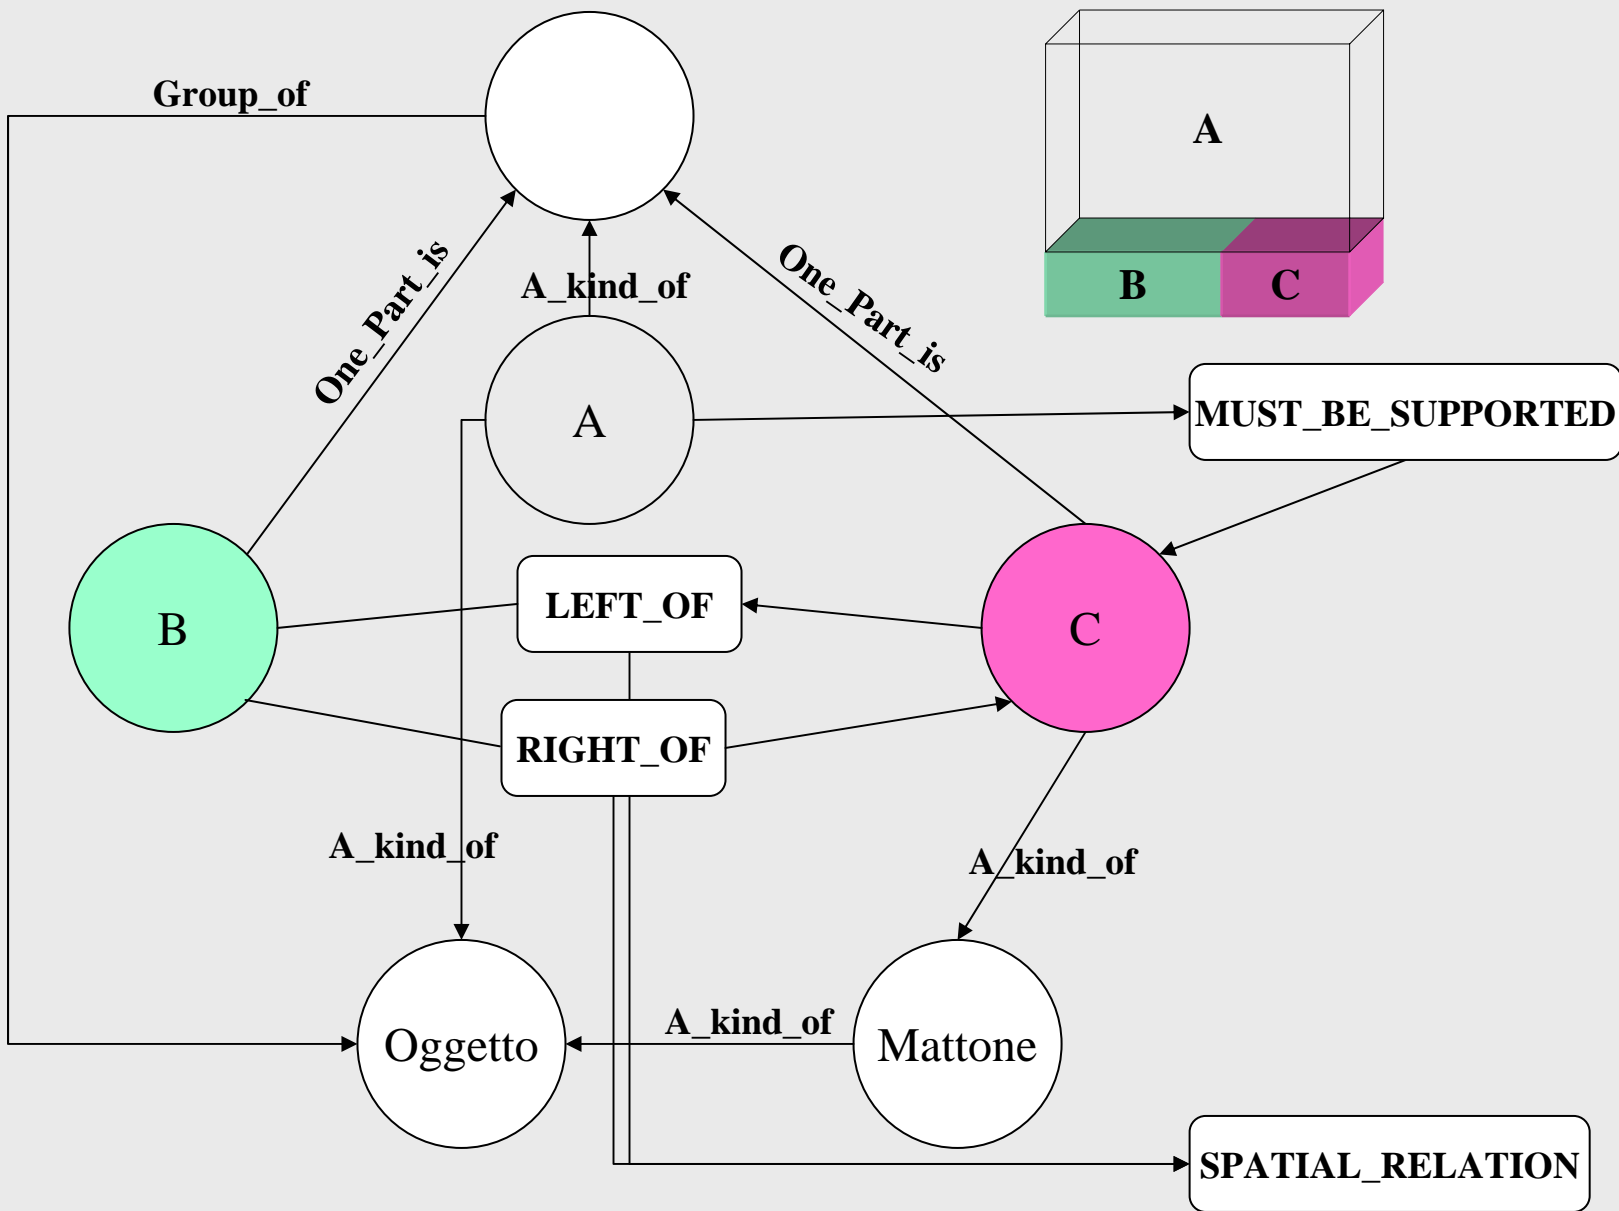 Group_of
A
One_Part_is
A_kind_of
One_Part_is
B
C
A
MUST_BE_SUPPORTED
B
LEFT_OF
C
RIGHT_OF
A_kind_of
A_kind_of
Oggetto
A_kind_of
Mattone
SPATIAL_RELATION